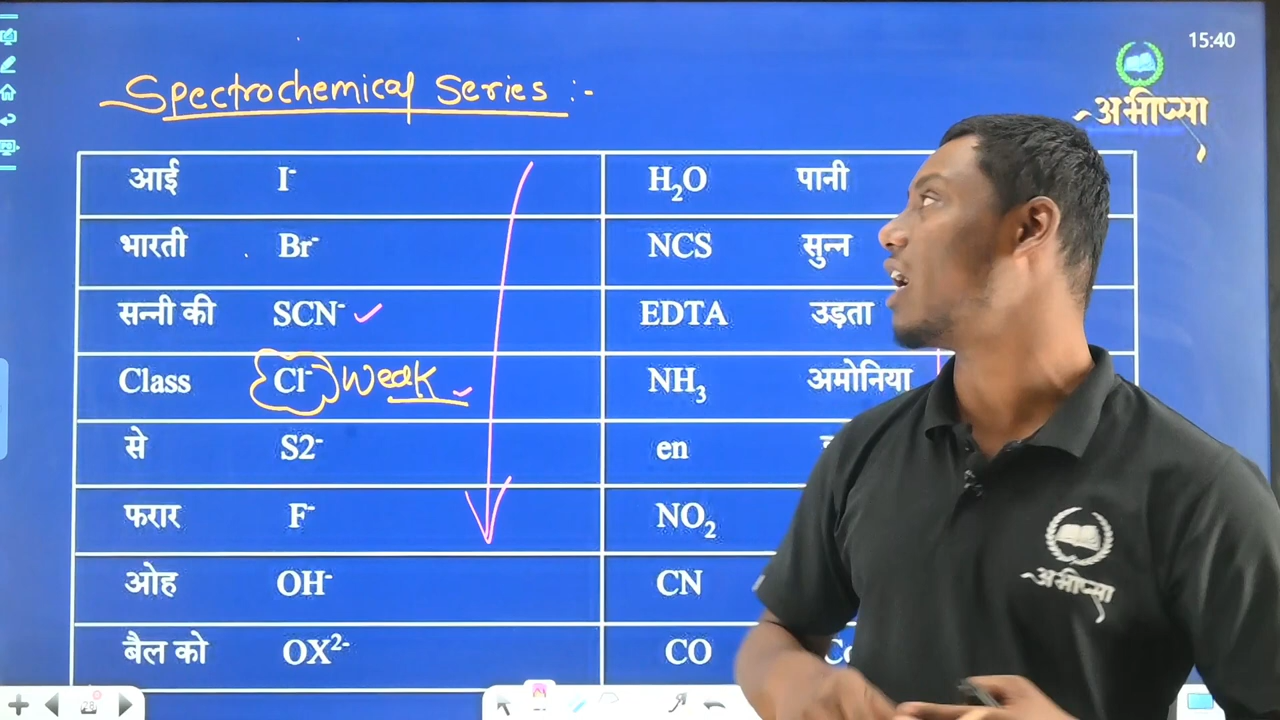 15:40
Spectrochemical Series :-
अभीप्सा
आई I⁻ H₂O पानी
भारती Br⁻ NCS सुन्न
सन्नी की SCN⁻ EDTA उड़ता
Class Cl⁻ Weak NH₃ अमोनिया
से S2⁻ en
फरार F⁻ NO₂
ओह OH⁻ CN
बैल को OX²⁻ CO
अभीप्सा
28